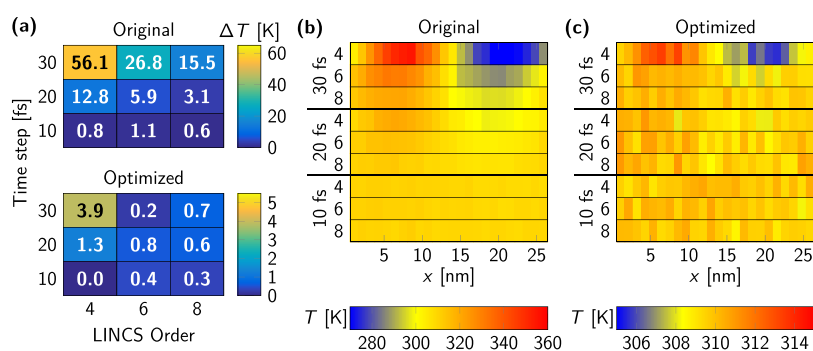 (a)
Original
Δ T [K]
Time step [fs]
30 56.1 26.8 15.5
20 12.8 5.9 3.1
10 0.8 1.1 0.6
60
40
20
0
Optimized
30 3.9 0.2 0.7
20 1.3 0.8 0.6
10 0.0 0.4 0.3
4 6 8
LINCS Order
5
4
3
2
1
0
(b)
Original
30 fs
4
6
8
20 fs
4
6
8
10 fs
4
6
8
5 10 15 20 25
x [nm]
T [K]
280 300 320 340 360
(c)
Optimized
30 fs
4
6
8
20 fs
4
6
8
10 fs
4
6
8
5 10 15 20 25
x [nm]
T [K]
306 308 310 312 314